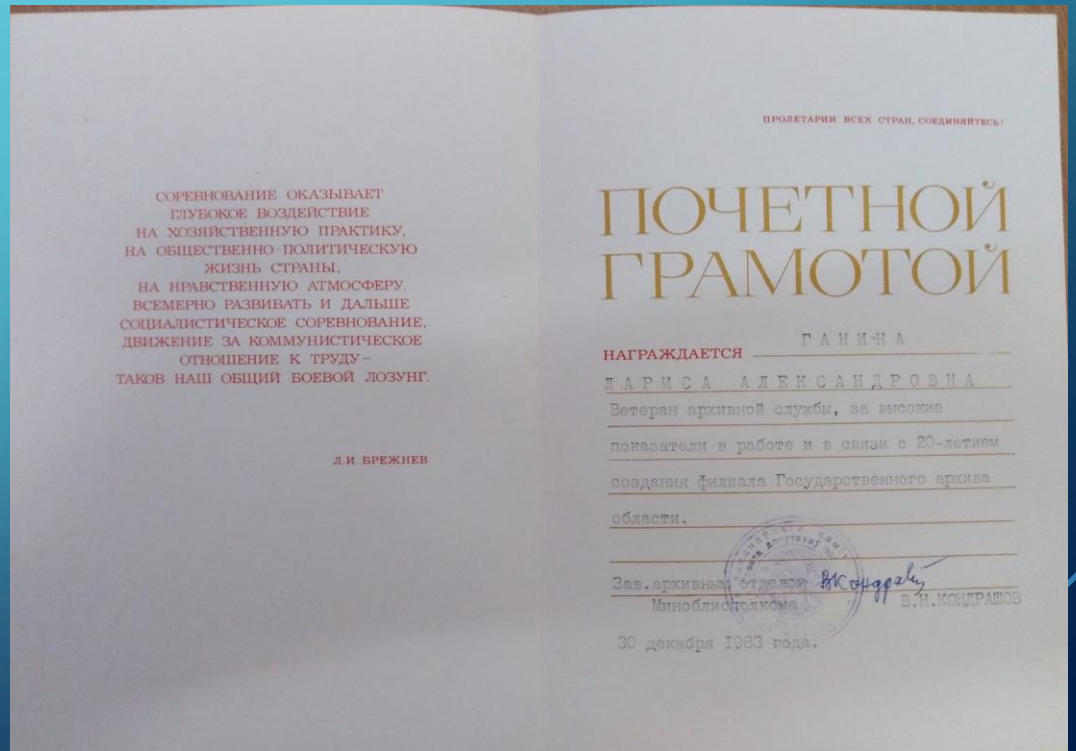 СОРЕВНОВАНИЕ ОКАЗЫВАЕТ
ГЛУБОКОЕ ВОЗДЕЙСТВИЕ
НА ХОЗЯЙСТВЕННУЮ ПРАКТИКУ,
НА ОБЩЕСТВЕННО-ПОЛИТИЧЕСКУЮ
ЖИЗНЬ СТРАНЫ,
НА НРАВСТВЕННУЮ АТМОСФЕРУ.
ВСЕМЕРНО РАЗВИВАТЬ И ДАЛЬШЕ
СОЦИАЛИСТИЧЕСКОЕ СОРЕВНОВАНИЕ,
ДВИЖЕНИЕ ЗА КОММУНИСТИЧЕСКОЕ
ОТНОШЕНИЕ К ТРУДУ–
ТАКОВ НАШ ОБЩИЙ БОЕВОЙ ЛОЗУНГ.
Л.И. БРЕЖНЕВ
ПРОЛЕТАРИИ ВСЕХ СТРАН, СОЕДИНЯЙТЕСЬ!
ПОЧЕТНОЙ
ГРАМОТОЙ
НАГРАЖДАЕТСЯ ГАНИНА
ЛАРИСА АЛЕКСАНДРОВНА
Ветеран архивной службы, за высокие
показатели в работе и в связи с 20-летием
создания филиала Государственного архива
области.
Зав.архивным отделом ВКондраш
Миноблисполкома В.И.КОНДРАШОВ
30 декабря 1983 года.